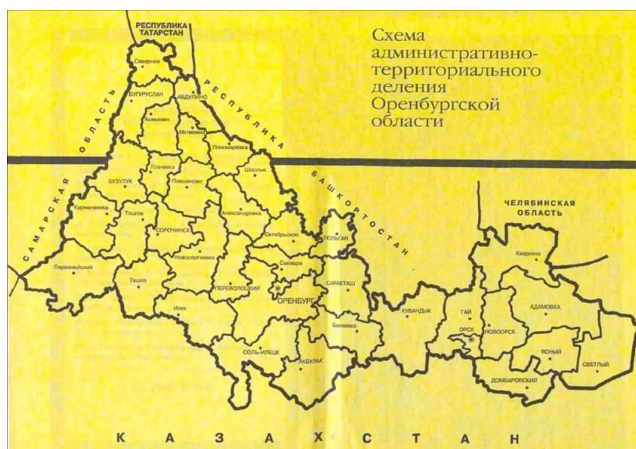 РЕСПУБЛИКА
ТАТАРСТАН
Схема
административно-
территориального
деления
Оренбургской
области
Северное
БУГУРУСЛАН
АБДУЛИНО
Асекеево
Матвеевка
Пономаревка
РЕСПУБЛИКА
БАШКОРТОСТАН
САМАРСКАЯ ОБЛАСТЬ
Грачевка
Шарлык
БУЗУЛУК
Плешаново
ЧЕЛЯБИНСКАЯ
ОБЛАСТЬ
Курманаевка
Тоцкое
Александровка
СОРОЧИНСК
Октябрьское
ТЮЛЬГАН
Новосергиевка
Кваркено
Первомайский
Сакмара
Ташла
ПЕРЕВОЛОЦКИЙ
САРАКТАШ
ОРЕНБУРГ
Илек
КУВАНДЫК
ГАЙ
АДАМОВКА
Беляевка
ОРСК
НОВООРСК
СОЛЬ-ИЛЕЦК
АКБУЛАК
ЯСНЫЙ
СВЕТЛЫЙ
ДОМБАРОВСКИЙ
КАЗАХСТАН